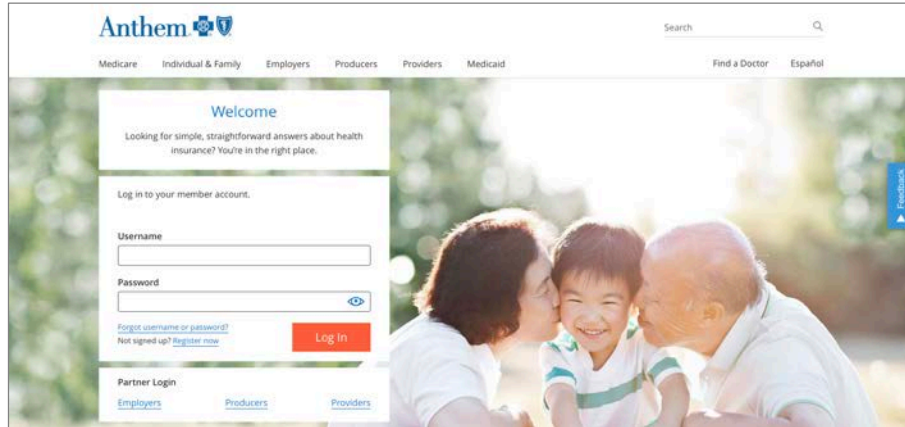 Anthem
Search
Medicare Individual & Family Employers Producers Providers Medicaid Find a Doctor Español
Welcome
Looking for simple, straightforward answers about health
insurance? You're in the right place.
Log in to your member account.
Username
Password
Forgot username or password?
Not signed up? Register now
Log In
Partner Login
Employers Producers Providers
Feedback